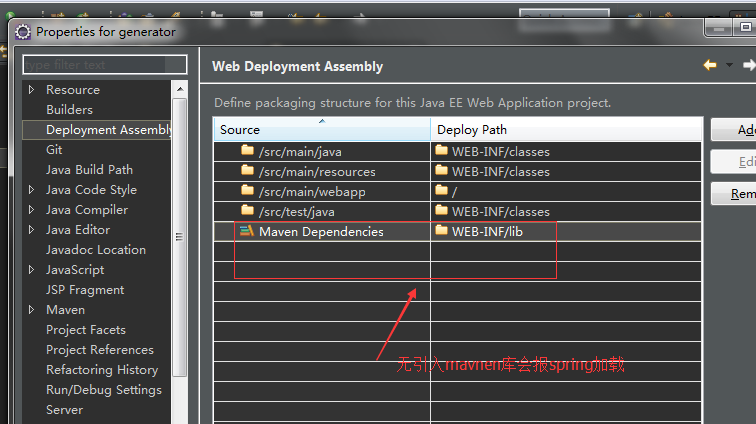 Properties for generator
type filter text
Web Deployment Assembly
Resource
Builders
Deployment Assembly
Git
Java Build Path
Java Code Style
Java Compiler
Java Editor
Javadoc Location
JavaScript
JSP Fragment
Maven
Project Facets
Project References
Refactoring History
Run/Debug Settings
Server
Define packaging structure for this Java EE Web Application project.
Source Deploy Path
/src/main/java WEB-INF/classes
/src/main/resources WEB-INF/classes
/src/main/webapp /
/src/test/java WEB-INF/classes
Maven Dependencies WEB-INF/lib
无引入mavnen库会报spring加载
Add
Edi
Rem